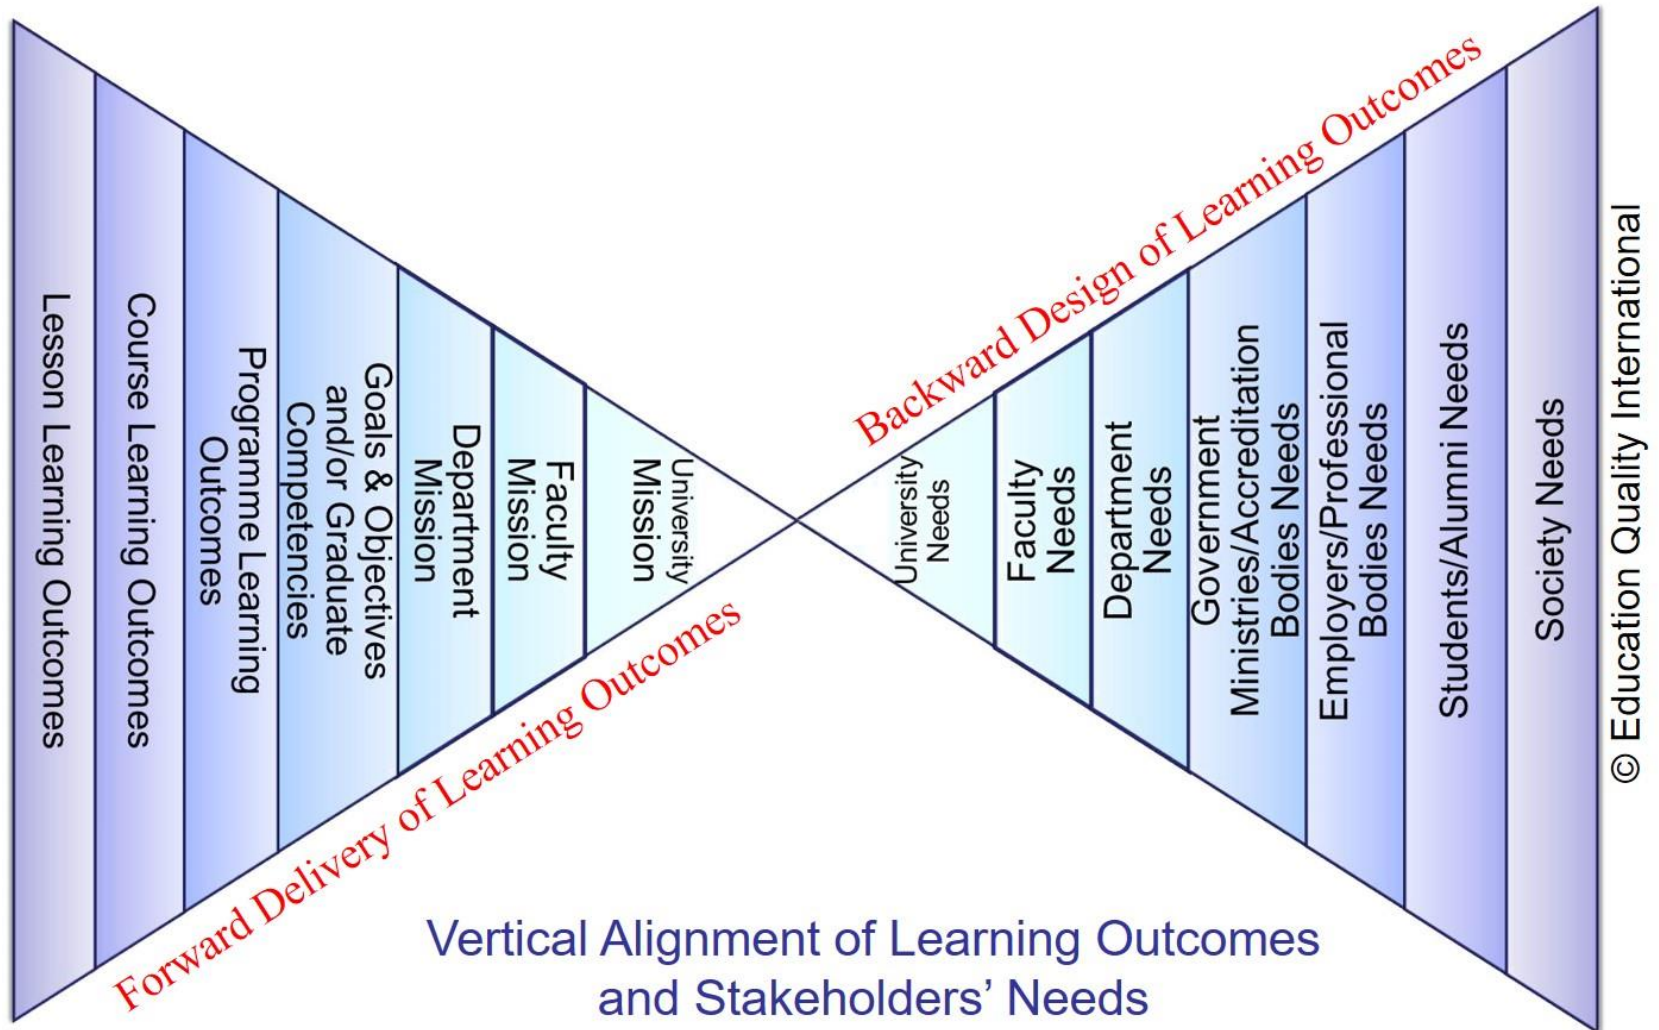 Lesson Learning Outcomes
Course Learning Outcomes
Programme Learning
Outcomes
Goals & Objectives
and/or Graduate
Competencies
Department
Mission
Faculty
Mission
University
Mission
University
Needs
Faculty
Needs
Department
Needs
Government
Ministries/Accreditation
Bodies Needs
Employers/Professional
Bodies Needs
Students/Alumni Needs
Society Needs
Backward Design of Learning Outcomes
Forward Delivery of Learning Outcomes
© Education Quality International
Vertical Alignment of Learning Outcomes
and Stakeholders’ Needs